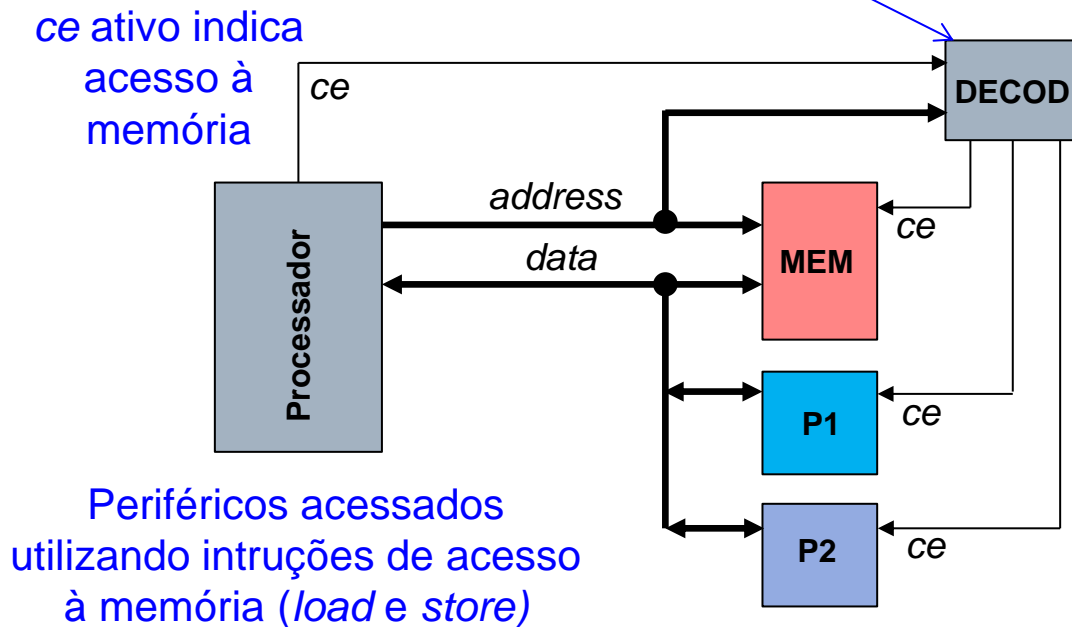 ce ativo indica
acesso à
memória
ce
DECOD
address
ce
data
MEM
Processador
P1
ce
P2
ce
Periféricos acessados
utilizando intruções de acesso
à memória (load e store)